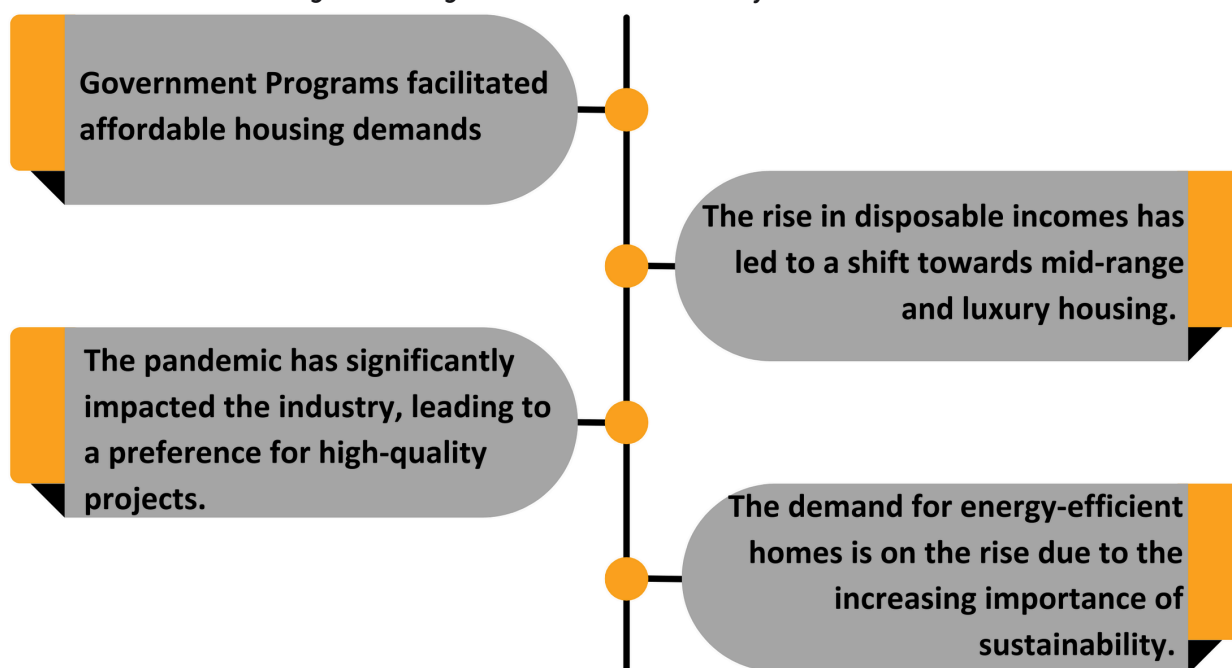 Government Programs facilitated
affordable housing demands
The rise in disposable incomes has
led to a shift towards mid-range
and luxury housing.
The pandemic has significantly
impacted the industry, leading to
a preference for high-quality
projects.
The demand for energy-efficient
homes is on the rise due to the
increasing importance of
sustainability.